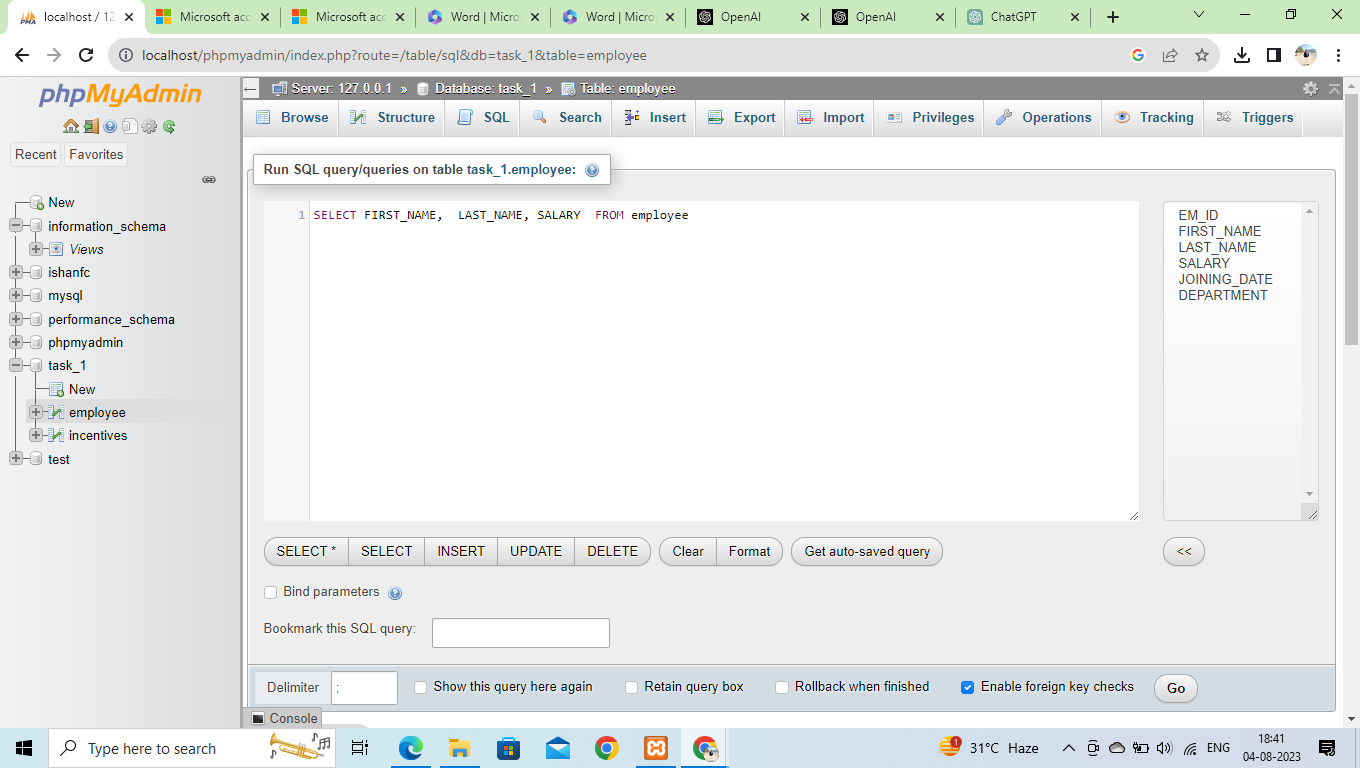 localhost / 12
Microsoft acc
Microsoft acc
Word | Micros
Word | Micro
OpenAI
OpenAI
ChatGPT
localhost/phpmyadmin/index.php?route=/table/sql&db=task_1&table=employee
phpMyAdmin
Recent
Favorites
New
information_schema
Views
ishanfc
mysql
performance_schema
phpmyadmin
task_1
New
employee
incentives
test
Server: 127.0.0.1 » Database: task_1 » Table: employee
Browse
Structure
SQL
Search
Insert
Export
Import
Privileges
Operations
Tracking
Triggers
Run SQL query/queries on table task_1.employee:
1 SELECT FIRST_NAME,  LAST_NAME, SALARY  FROM employee
EM_ID
FIRST_NAME
LAST_NAME
SALARY
JOINING_DATE
DEPARTMENT
SELECT *
SELECT
INSERT
UPDATE
DELETE
Clear
Format
Get auto-saved query
<<
Bind parameters
Bookmark this SQL query:
Delimiter ;
Show this query here again
Retain query box
Rollback when finished
Enable foreign key checks
Go
Console
Type here to search
1
31°C Haze
ENG
18:41
04-08-2023